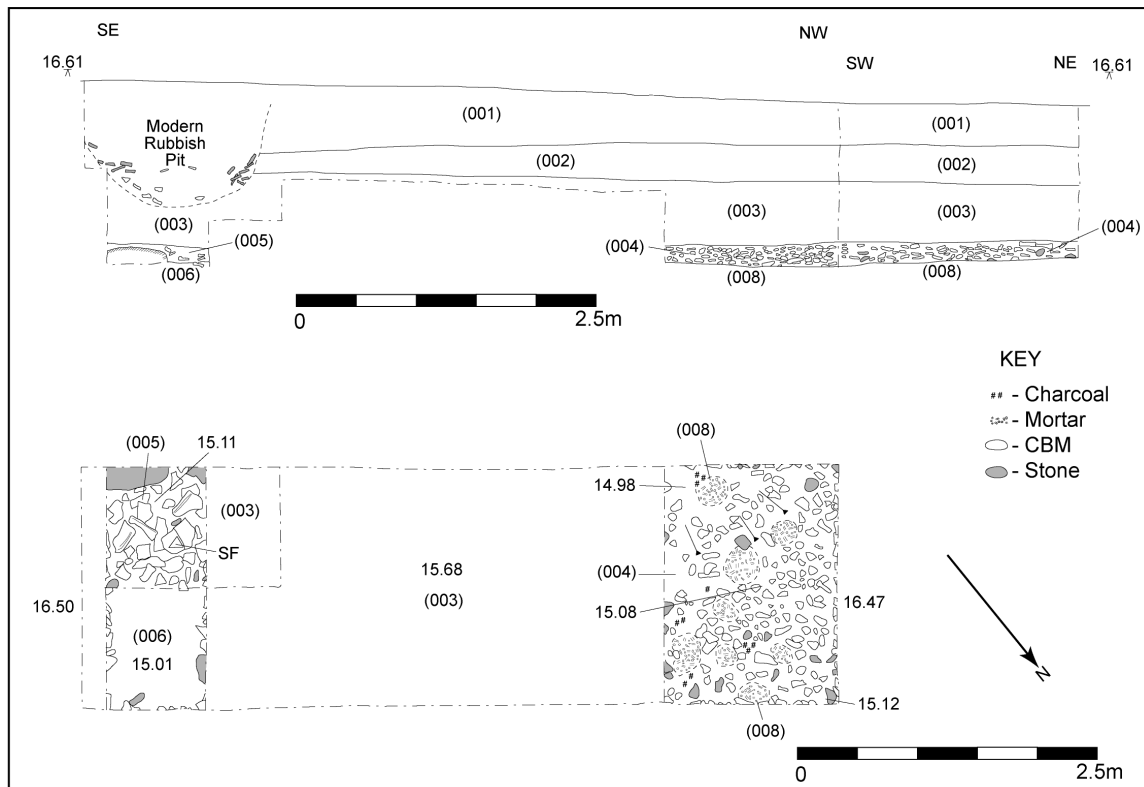 SE
NW
SW
NE
16.61
16.61
(001)
(001)
Modern
Rubbish
Pit
(002)
(002)
(003)
(003)
(003)
(005)
(004)
(004)
(006)
(008)
(008)
0
2.5m
KEY
## - Charcoal
- Mortar
- CBM
- Stone
(005)
15.11
(008)
14.98
(003)
SF
15.68
(004)
(003)
16.50
15.08
16.47
(006)
15.01
N
15.12
(008)
0
2.5m